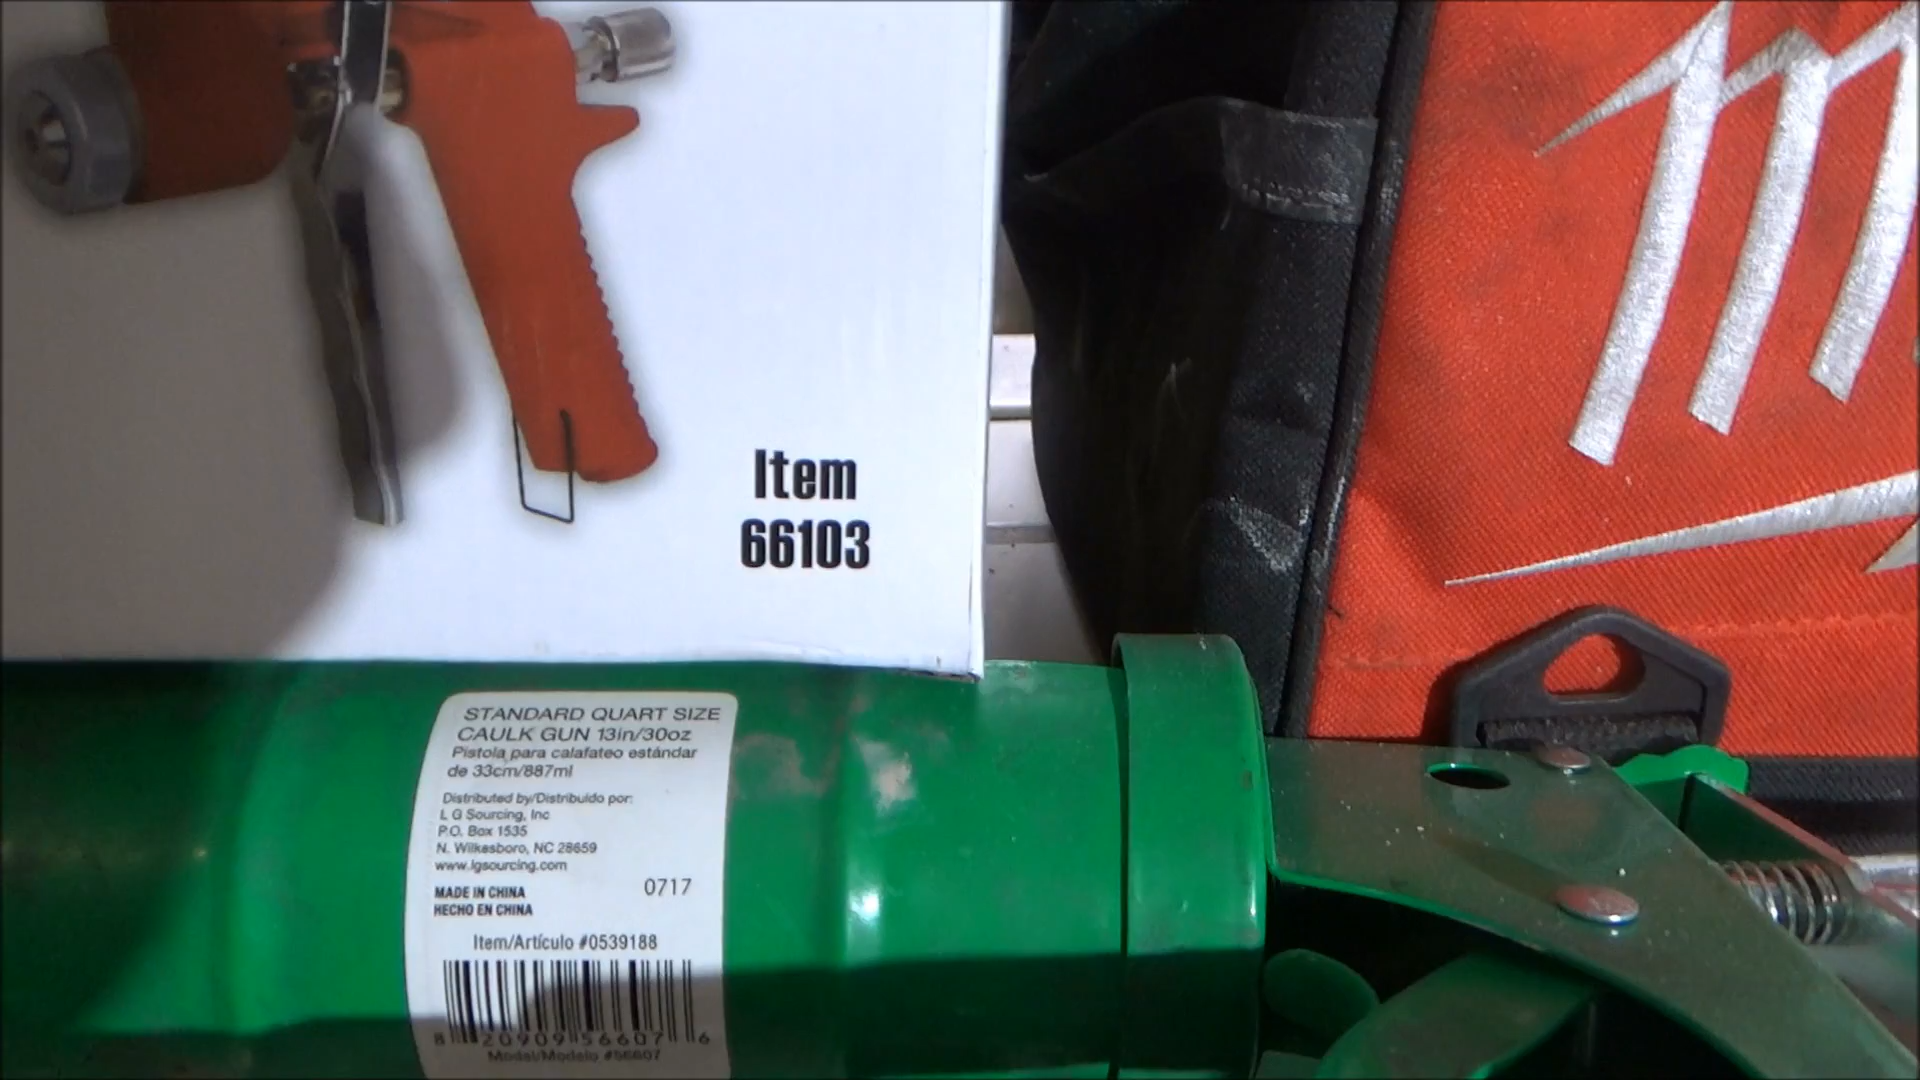 Item
66103
STANDARD QUART SIZE
CAULK GUN 13in/30oz
Pistola para calafateo estándar
de 33cm/887ml
Distributed by/Distribuido por:
L G Sourcing, Inc
P.O. Box 1535
N. Wilkesboro, NC 28659
www.lgsourcing.com
MADE IN CHINA 0717
HECHO EN CHINA
Item/Artículo #0539188
8 20909 56607 6
Model/Modelo #56607